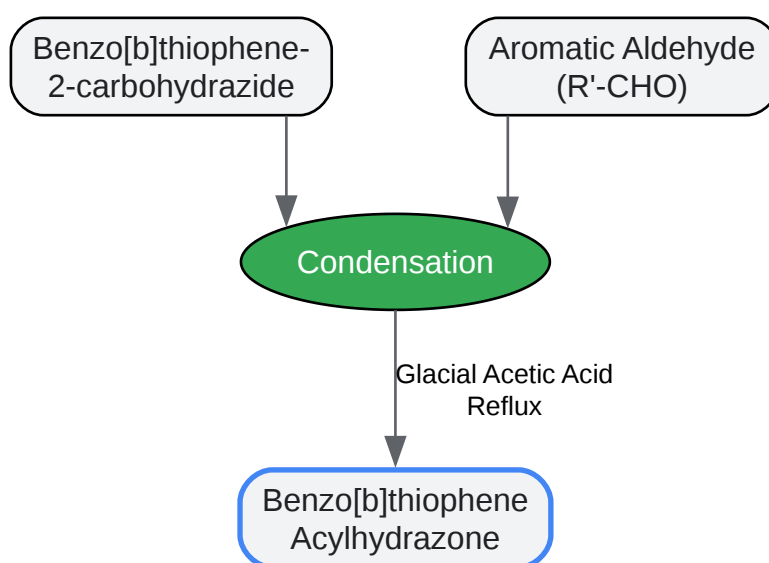 Benzo[b]thiophene-
2-carbohydrazide
Aromatic Aldehyde
(R'-CHO)
Condensation
Glacial Acetic Acid
Reflux
Benzo[b]thiophene
Acylhydrazone